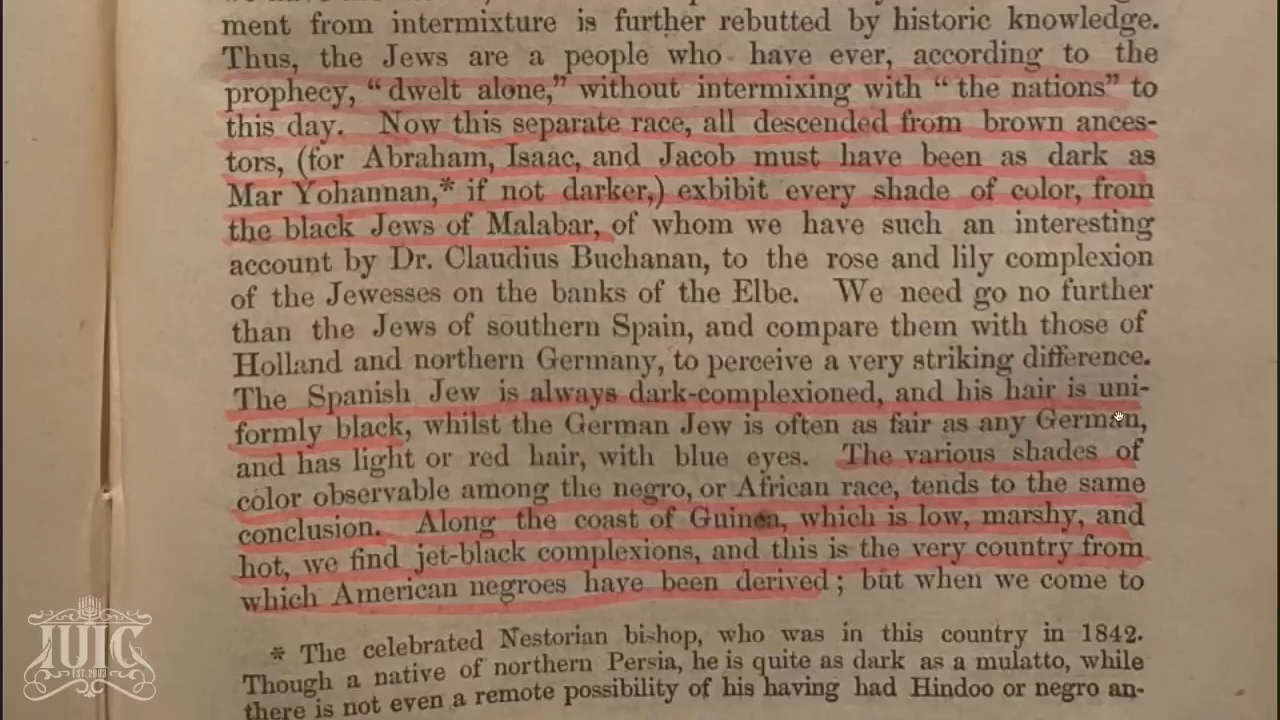 ment from intermixture is further rebutted by historic knowledge.
Thus, the Jews are a people who have ever, according to the
prophecy, “dwelt alone,” without intermixing with “the nations” to
this day. Now this separate race, all descended from brown ances-
tors, (for Abraham, Isaac, and Jacob must have been as dark as
Mar Yohannan,* if not darker,) exbibit every shade of color, from
the black Jews of Malabar, of whom we have such an interesting
account by Dr. Claudius Buchanan, to the rose and lily complexion
of the Jewesses on the banks of the Elbe. We need go no further
than the Jews of southern Spain, and compare them with those of
Holland and northern Germany, to perceive a very striking difference.
The Spanish Jew is always dark-complexioned, and his hair is uni-
formly black, whilst the German Jew is often as fair as any German,
and has light or red hair, with blue eyes. The various shades of
color observable among the negro, or African race, tends to the same
conclusion. Along the coast of Guinea, which is low, marshy, and
hot, we find jet-black complexions, and this is the very country from
which American negroes have been derived; but when we come to
* The celebrated Nestorian bishop, who was in this country in 1842.
Though a native of northern Persia, he is quite as dark as a mulatto, while
there is not even a remote possibility of his having had Hindoo or negro an-
IUIC
EST. 2003